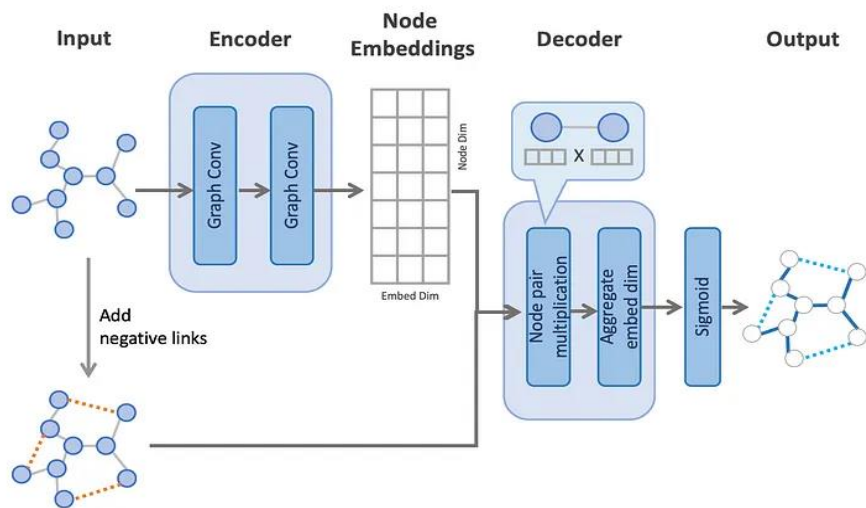 Input
Encoder
Node
Embeddings
Decoder
Output
Graph Conv
Graph Conv
Node Dim
Embed Dim
X
Node pair
multiplication
Aggregate
embed dim
Sigmoid
Add
negative links